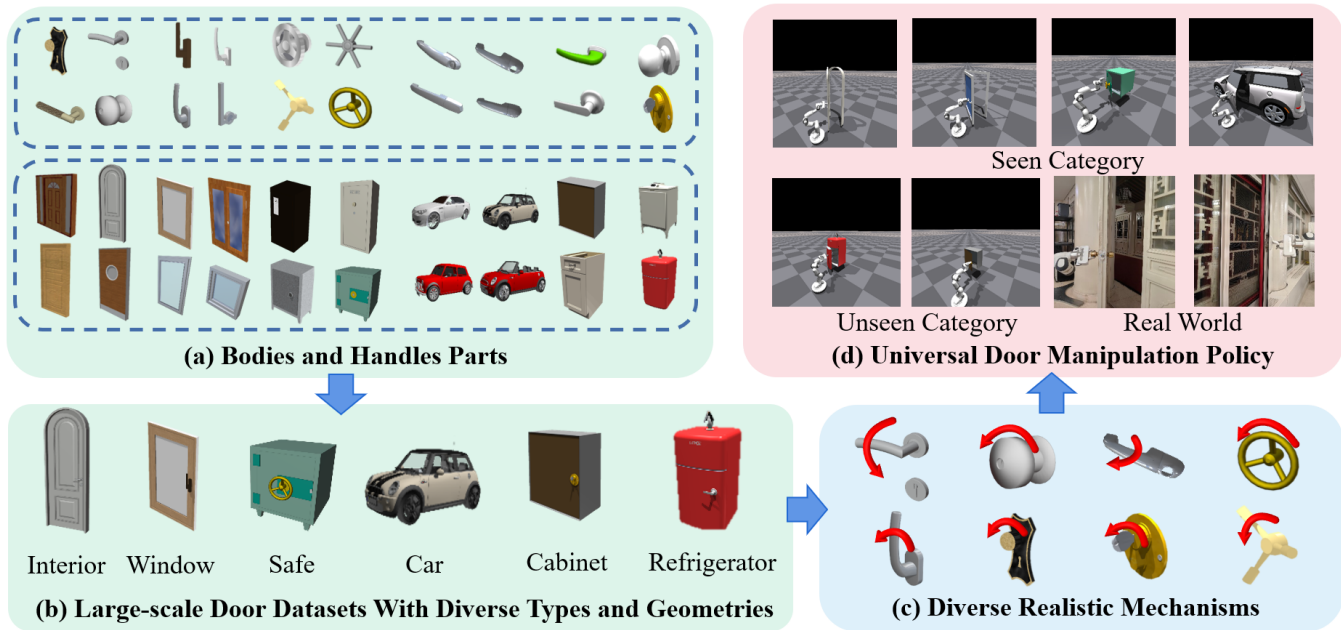 (a) Bodies and Handles Parts
Seen Category
Unseen Category
Real World
(d) Universal Door Manipulation Policy
Interior
Window
Safe
Car
Cabinet
Refrigerator
(b) Large-scale Door Datasets With Diverse Types and Geometries
(c) Diverse Realistic Mechanisms